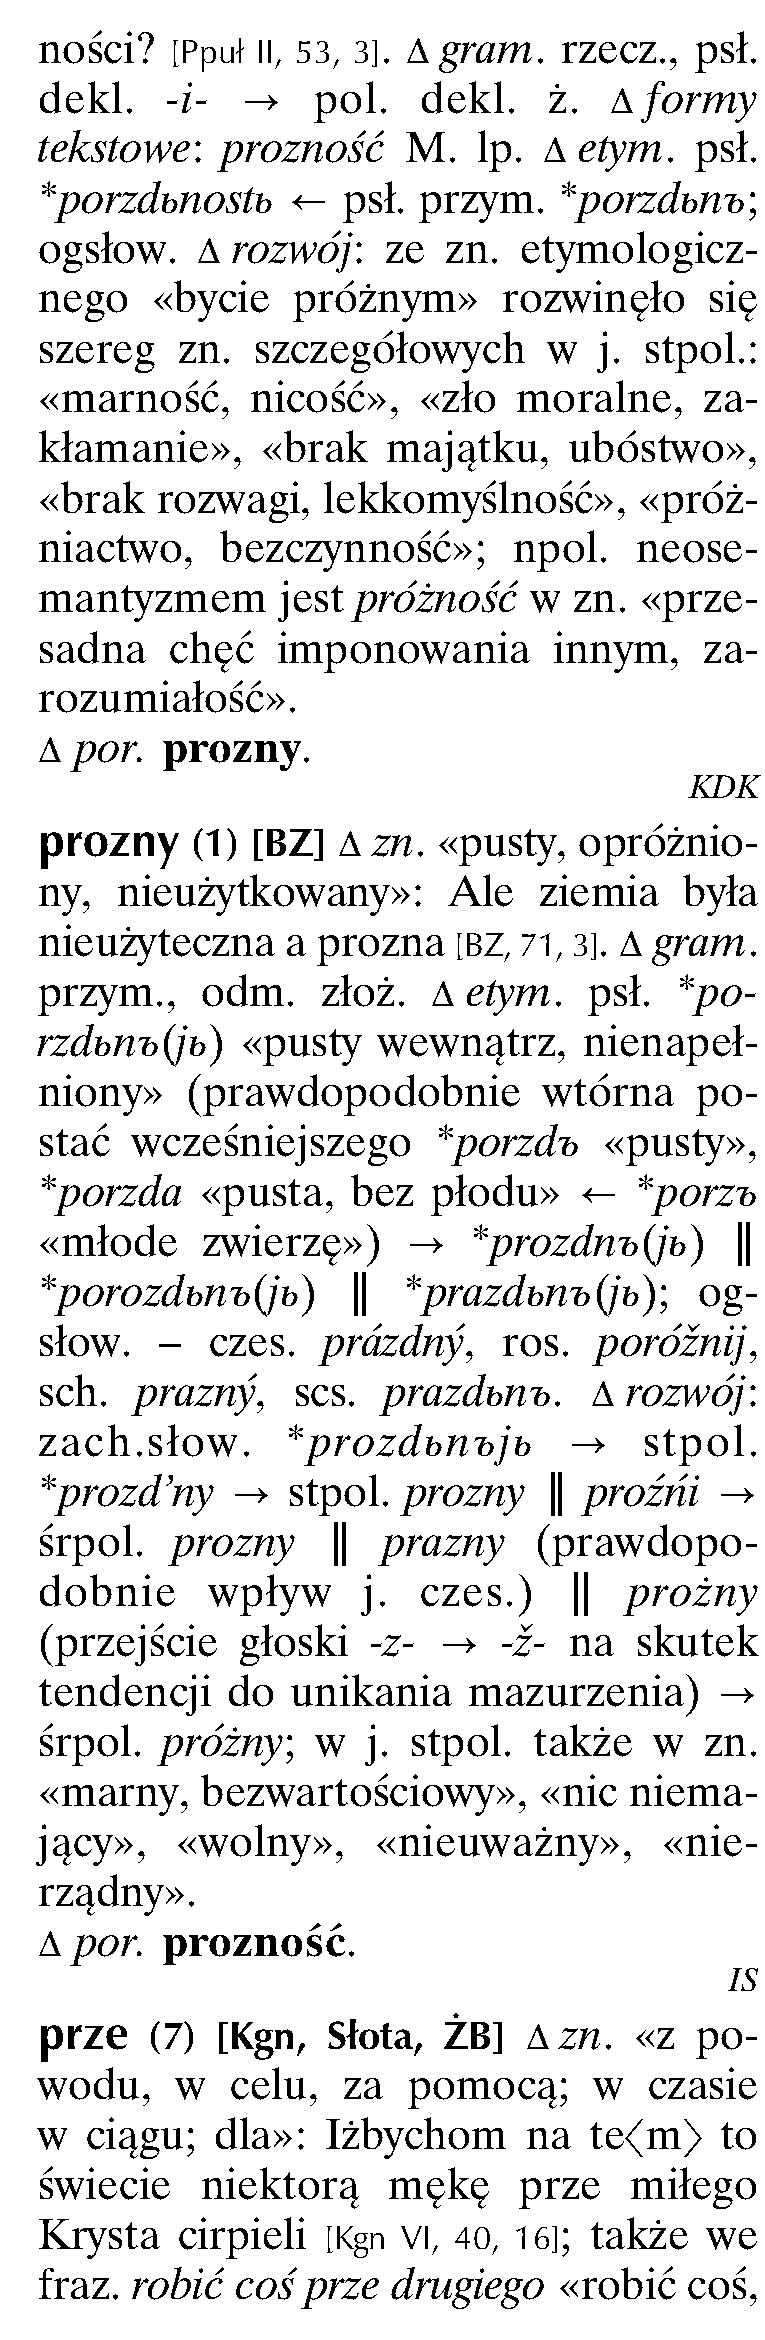 ności? [Ppuł II, 53, 3]. Δ gram. rzecz., psł.
dekl. -i- → pol. dekl. ż. Δ formy
tekstowe: prozność M. lp. Δ etym. psł.
*porzdьnostь ← psł. przym. *porzdьnъ;
ogsłow. Δ rozwój: ze zn. etymologicz-
nego «bycie próżnym» rozwinęło się
szereg zn. szczegółowych w j. stpol.:
«marność, nicość», «zło moralne, za-
kłamanie», «brak majątku, ubóstwo»,
«brak rozwagi, lekkomyślność», «próż-
niactwo, bezczynność»; npol. neose-
mantyzmem jest próżność w zn. «prze-
sadna chęć imponowania innym, za-
rozumiałość».
Δ por. prozny.
KDK
prozny (1) [BZ] Δ zn. «pusty, opróżnio-
ny, nieużytkowany»: Ale ziemia była
nieużyteczna a prozna [BZ, 71, 3]. Δ gram.
przym., odm. złoż. Δ etym. psł. *po-
rzdьnъ(jь) «pusty wewnątrz, nienapeł-
niony» (prawdopodobnie wtórna po-
stać wcześniejszego *porzdъ «pusty»,
*porzda «pusta, bez płodu» ← *porzъ
«młode zwierzę») → *prozdnъ(jь) ||
*porozdьnъ(jь) || *prazdьnъ(jь); og-
słow. – czes. prázdný, ros. poróžnij,
sch. prazný, scs. prazdьnъ. Δ rozwój:
zach.słow. *prozdьnъjь → stpol.
*prozd’ny → stpol. prozny || proźńi →
śrpol. prozny || prazny (prawdopo-
dobnie wpływ j. czes.) || prożny
(przejście głoski -z- → -ž- na skutek
tendencji do unikania mazurzenia) →
śrpol. próżny; w j. stpol. także w zn.
«marny, bezwartościowy», «nic niema-
jący», «wolny», «nieuważny», «nie-
rządny».
Δ por. prozność.
IS
prze (7) [Kgn, Słota, ŻB] Δ zn. «z po-
wodu, w celu, za pomocą; w czasie
w ciągu; dla»: Iżbychom na te⟨m⟩ to
świecie niektorą mękę prze miłego
Krysta cirpieli [Kgn VI, 40, 16]; także we
fraz. robić coś prze drugiego «robić coś,